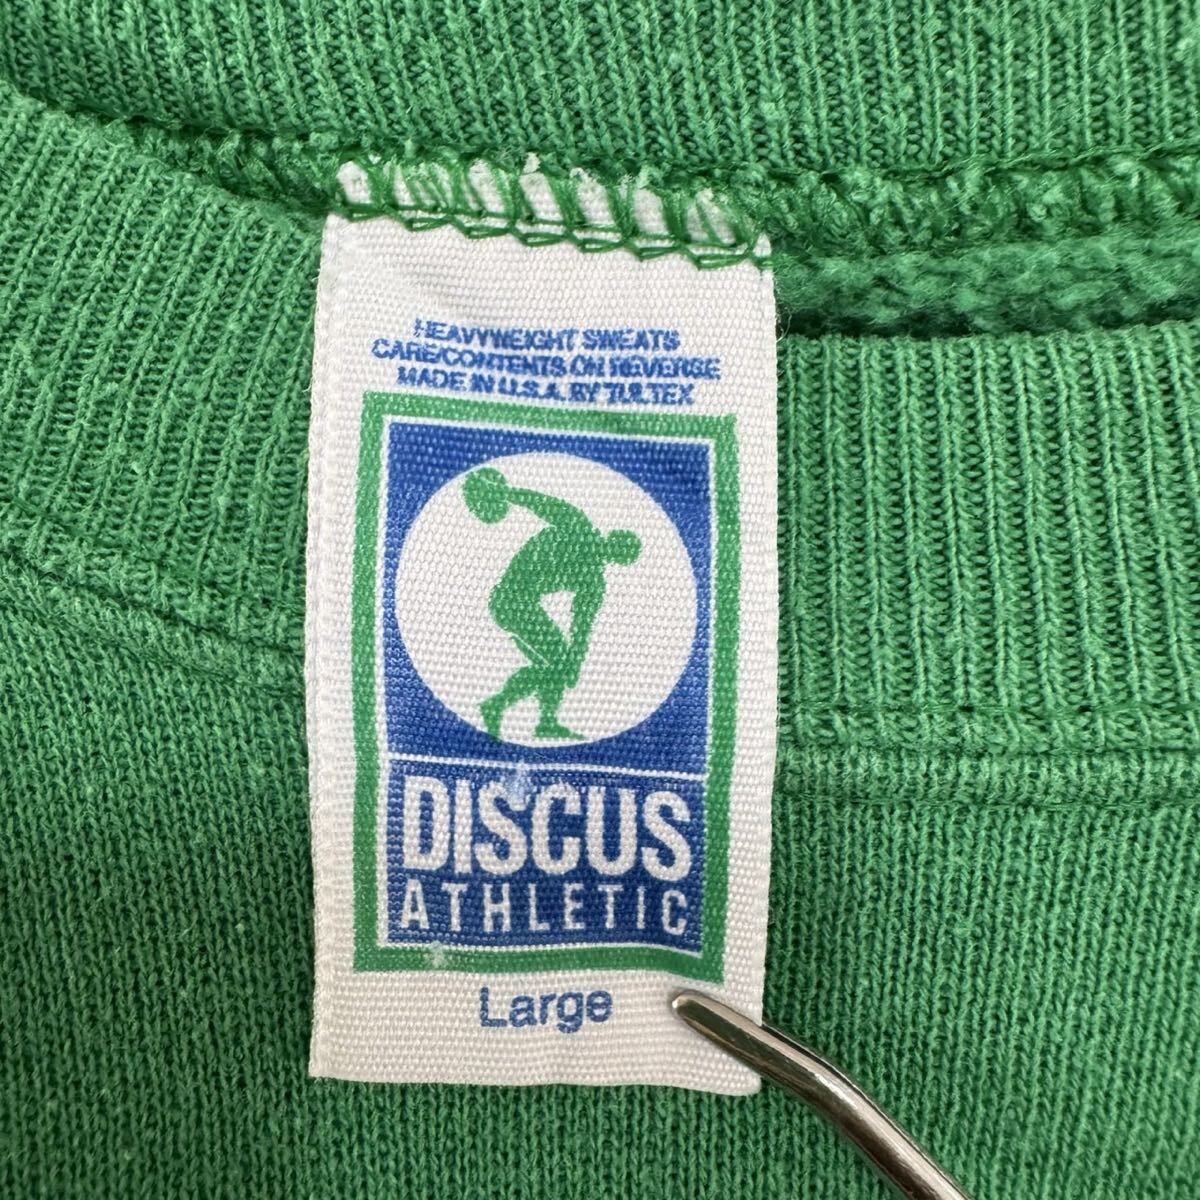 HEAVYWEIGHT SWEATS
CARE/CONTENTS ON REVERSE
MADE IN U.S.A. BY TULTEX
DISCUS
ATHLETIC
Large